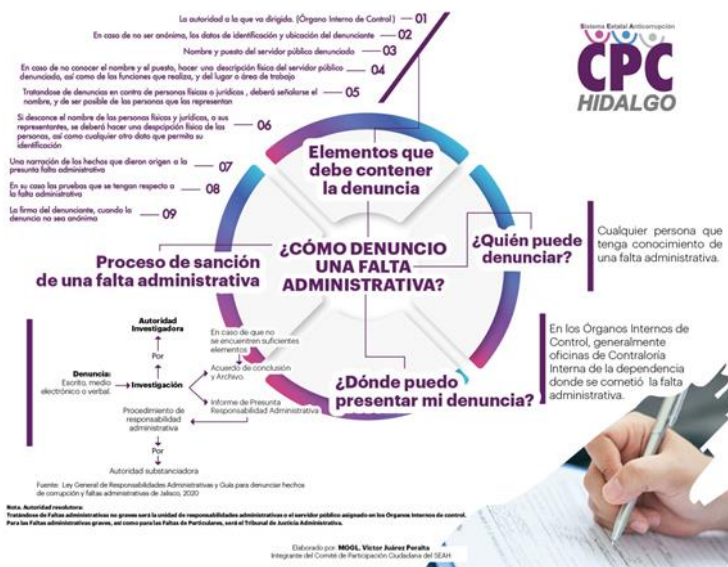 La autoridad a la que va dirigida. (Órgano Interno de Control) — 01
En caso de no ser anónima, los datos de identificación y ubicación del denunciante — 02
Nombre y puesto del servidor público denunciado — 03
En caso de no conocer el nombre y el puesto, hacer una descripción física del servidor público
denunciado, así como de las funciones que realiza, y del lugar o área de trabajo — 04
Tratandose de denuncias en contra de personas físicas o jurídicas , deberá señalarse el
nombre, y de ser posible de las personas que las representan — 05
Si desconce el nombre de las personas físicas y jurídicas, o sus
representantes, se deberá hacer una despcipción física de las
personas, así como cualquier otro dato que permita su
identificación — 06
Una narración de los hechos que dieron origen a la
presunta falta administrativa — 07
En su caso las pruebas que se tengan respecto a
la falta administrativa — 08
La firma del denunciante, cuando la
denuncia no sea anónima — 09
Sistema Estatal Anticorrupción
CPC
HIDALGO
Elementos que
debe contener
la denuncia
¿CÓMO DENUNCIO
UNA FALTA
ADMINISTRATIVA?
¿Quién puede
denunciar?
Cualquier persona que
tenga conocimiento de
una falta administrativa.
¿Dónde puedo
presentar mi denuncia?
En los Órganos Internos de
Control, generalmente
oficinas de Contraloría
Interna de la dependencia
donde se cometió la falta
administrativa.
Proceso de sanción
de una falta administrativa
Autoridad
Investigadora
Por
Denuncia:
Escrito, medio
electrónico o verbal.
Investigación
En caso de que no
se encuentren suficientes
elementos
Acuerdo de conclusión
y Archivo.
Informe de Presunta
Responsabilidad Administrativa
Procedimiento de
responsabilidad
administrativa
Por
Autoridad substanciadora
Fuente: Ley General de Responsabilidades Administrativas y Guía para denunciar hechos
de corrupción y faltas administrativas de Jalisco, 2020
Nota. Autoridad resolutora:
Tratándose de Faltas administrativas no graves será la unidad de responsabilidades administrativas o el servidor público asignado en los Órganos internos de control.
Para las Faltas administrativas graves, así como para las Faltas de Particulares, será el Tribunal de Justicia Administrativa.
Elaborado por: MOGL. Víctor Juárez Peralta
Integrante del Comité de Participación Ciudadana del SEAH